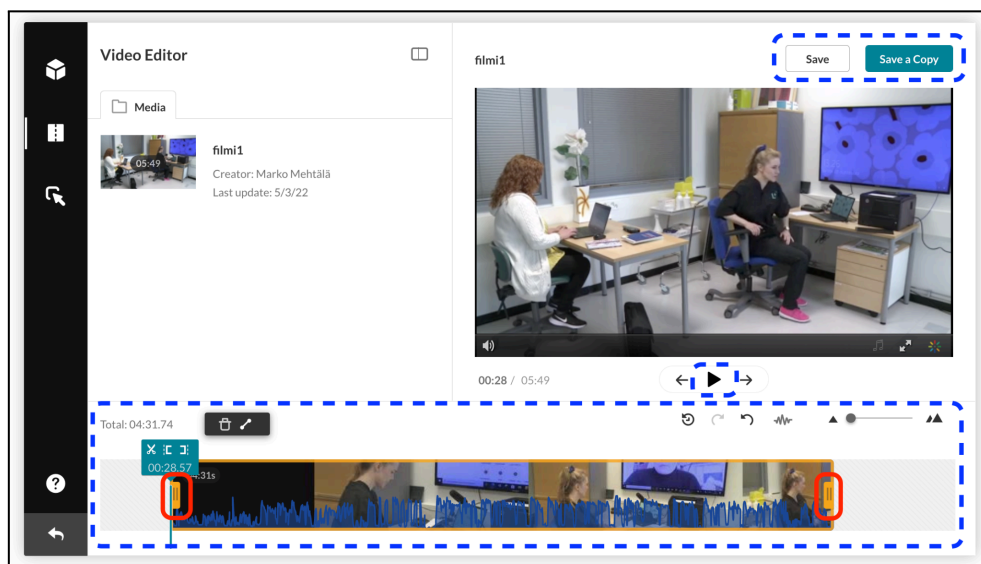 Video Editor
Media
05:49
filmi1
Creator: Marko Mehtälä
Last update: 5/3/22
filmi1
Save
Save a Copy
00:28 / 05:49
Total: 04:31.74
00:28.57
:31s
?